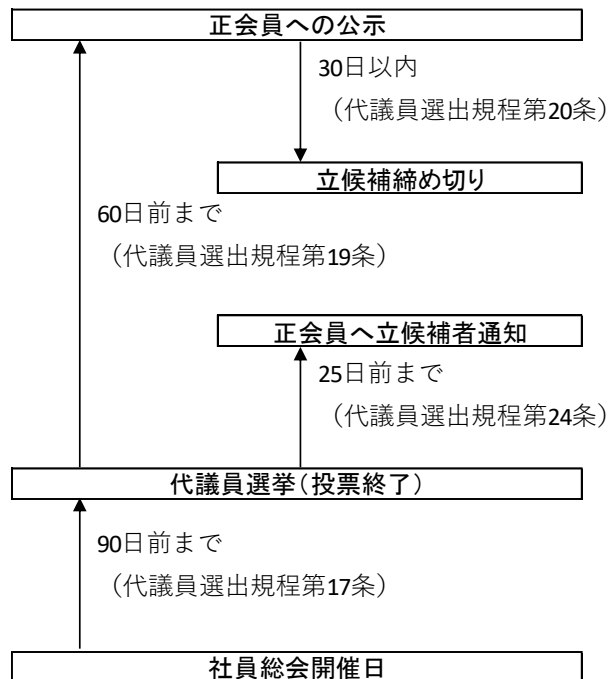 正会員への公示
30日以内
（代議員選出規程第20条）
立候補締め切り
60日前まで
（代議員選出規程第19条）
正会員へ立候補者通知
25日前まで
（代議員選出規程第24条）
代議員選挙（投票終了）
90日前まで
（代議員選出規程第17条）
社員総会開催日